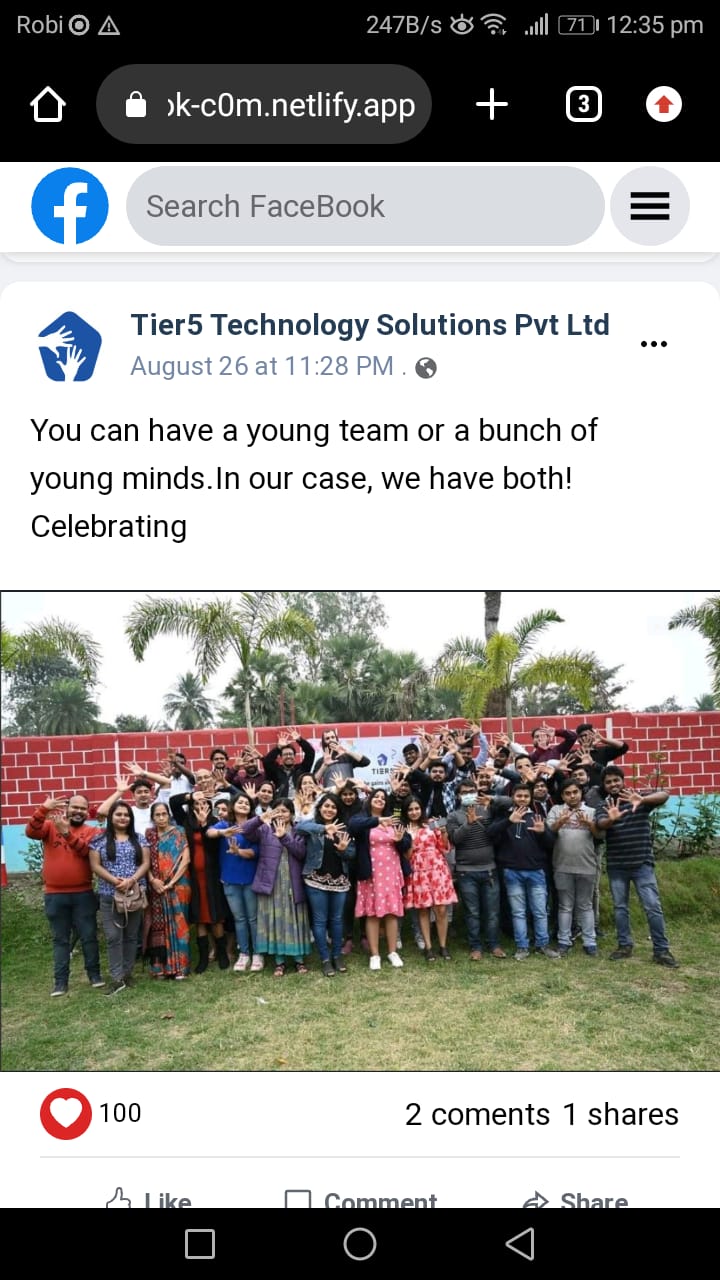 Robi 247B/s 71 12:35 pm
ok-c0m.netlify.app 3
Search FaceBook
Tier5 Technology Solutions Pvt Ltd
August 26 at 11:28 PM .
You can have a young team or a bunch of
young minds.In our case, we have both!
Celebrating
TIER5
100 2 coments 1 shares
Like Comment Share